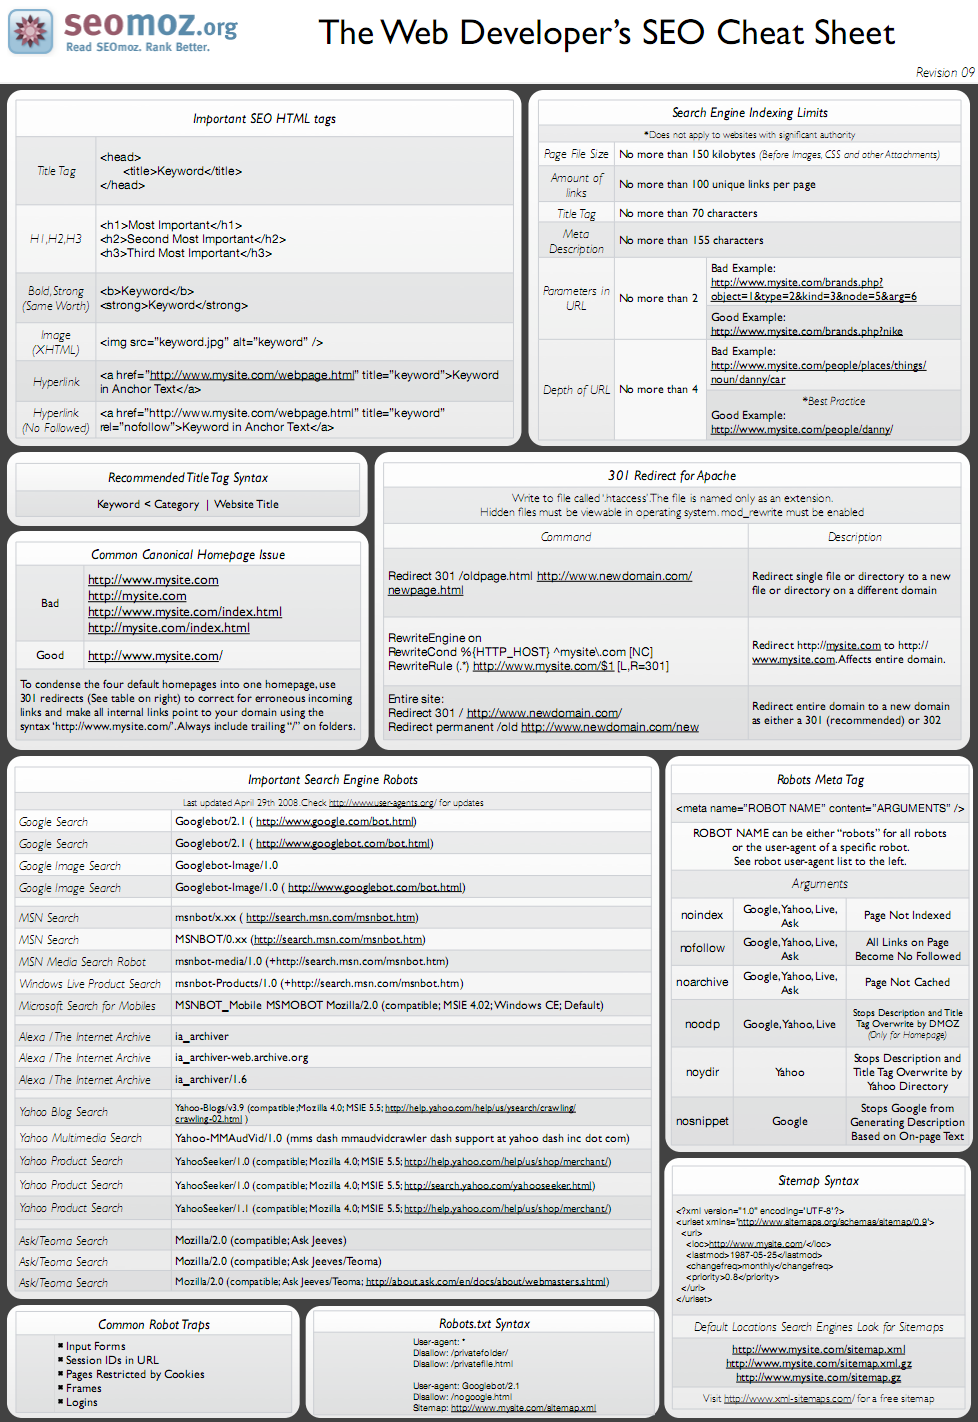 seomoz.org
Read SEOmoz. Rank Better.
The Web Developer's SEO Cheat Sheet
Revision 09
Important SEO HTML tags
Title Tag
<head>
<title>Keyword</title>
</head>
H1,H2,H3
<h1>Most Important</h1>
<h2>Second Most Important</h2>
<h3>Third Most Important</h3>
Bold,Strong
(Same Worth)
<b>Keyword</b>
<strong>Keyword</strong>
Image
(XHTML)
<img src="keyword.jpg" alt="keyword" />
Hyperlink
<a href="http://www.mysite.com/webpage.html" title="keyword">Keyword
in Anchor Text</a>
Hyperlink
(No Followed)
<a href="http://www.mysite.com/webpage.html" title="keyword"
rel="nofollow">Keyword in Anchor Text</a>
Search Engine Indexing Limits
*Does not apply to websites with significant authority
Page File Size
No more than 150 kilobytes (Before Images, CSS and other Attachments)
Amount of
links
No more than 100 unique links per page
Title Tag
No more than 70 characters
Meta
Description
No more than 155 characters
Parameters in
URL
No more than 2
Bad Example:
http://www.mysite.com/brands.php?
object=1&type=2&kind=3&node=5&arg=6
Good Example:
http://www.mysite.com/brands.php?nike
Depth of URL
No more than 4
Bad Example:
http://www.mysite.com/people/places/things/
noun/danny/car
*Best Practice
Good Example:
http://www.mysite.com/people/danny/
Recommended Title Tag Syntax
Keyword < Category | Website Title
Common Canonical Homepage Issue
Bad
http://www.mysite.com
http://mysite.com
http://www.mysite.com/index.html
http://mysite.com/index.html
Good
http://www.mysite.com/
To condense the four default homepages into one homepage, use
301 redirects (See table on right) to correct for erroneous incoming
links and make all internal links point to your domain using the
syntax 'http://www.mysite.com/'. Always include trailing "/" on folders.
301 Redirect for Apache
Write to file called '.htaccess'. The file is named only as an extension.
Hidden files must be viewable in operating system. mod_rewrite must be enabled
Command
Description
Redirect 301 /oldpage.html http://www.newdomain.com/
newpage.html
Redirect single file or directory to a new
file or directory on a different domain
RewriteEngine on
RewriteCond %{HTTP_HOST} ^mysite\.com [NC]
RewriteRule (.*) http://www.mysite.com/$1 [L,R=301]
Redirect http://mysite.com to http://
www.mysite.com. Affects entire domain.
Entire site:
Redirect 301 / http://www.newdomain.com/
Redirect permanent /old http://www.newdomain.com/new
Redirect entire domain to a new domain
as either a 301 (recommended) or 302
Important Search Engine Robots
Last updated April 29th 2008. Check http://www.user-agents.org/ for updates
Google Search
Googlebot/2.1 ( http://www.google.com/bot.html)
Google Search
Googlebot/2.1 ( http://www.googlebot.com/bot.html)
Google Image Search
Googlebot-Image/1.0
Google Image Search
Googlebot-Image/1.0 ( http://www.googlebot.com/bot.html)
MSN Search
msnbot/x.xx ( http://search.msn.com/msnbot.htm)
MSN Search
MSNBOT/0.xx (http://search.msn.com/msnbot.htm)
MSN Media Search Robot
msnbot-media/1.0 (+http://search.msn.com/msnbot.htm)
Windows Live Product Search
msnbot-Products/1.0 (+http://search.msn.com/msnbot.htm)
Microsoft Search for Mobiles
MSNBOT_Mobile MSMOBOT Mozilla/2.0 (compatible; MSIE 4.02; Windows CE; Default)
Alexa / The Internet Archive
ia_archiver
Alexa / The Internet Archive
ia_archiver-web.archive.org
Alexa / The Internet Archive
ia_archiver/1.6
Yahoo Blog Search
Yahoo-Blogs/v3.9 (compatible; Mozilla 4.0; MSIE 5.5; http://help.yahoo.com/help/us/ysearch/crawling/
crawling-02.html )
Yahoo Multimedia Search
Yahoo-MMAudVid/1.0 (mms dash mmaudvidcrawler dash support at yahoo dash inc dot com)
Yahoo Product Search
YahooSeeker/1.0 (compatible; Mozilla 4.0; MSIE 5.5; http://help.yahoo.com/help/us/shop/merchant/)
Yahoo Product Search
YahooSeeker/1.0 (compatible; Mozilla 4.0; MSIE 5.5; http://search.yahoo.com/yahooseeker.html)
Yahoo Product Search
YahooSeeker/1.1 (compatible; Mozilla 4.0; MSIE 5.5; http://help.yahoo.com/help/us/shop/merchant/)
Ask/Teoma Search
Mozilla/2.0 (compatible; Ask Jeeves)
Ask/Teoma Search
Mozilla/2.0 (compatible; Ask Jeeves/Teoma)
Ask/Teoma Search
Mozilla/2.0 (compatible; Ask Jeeves/Teoma; http://about.ask.com/en/docs/about/webmasters.shtml)
Robots Meta Tag
<meta name="ROBOT NAME" content="ARGUMENTS" />
ROBOT NAME can be either "robots" for all robots
or the user-agent of a specific robot.
See robot user-agent list to the left.
Arguments
noindex
Google, Yahoo, Live,
Ask
Page Not Indexed
nofollow
Google, Yahoo, Live,
Ask
All Links on Page
Become No Followed
noarchive
Google, Yahoo, Live,
Ask
Page Not Cached
noodp
Google, Yahoo, Live
Stops Description and Title
Tag Overwrite by DMOZ
(Only for Homepage)
noydir
Yahoo
Stops Description and
Title Tag Overwrite by
Yahoo Directory
nosnippet
Google
Stops Google from
Generating Description
Based on On-page Text
Sitemap Syntax
<?xml version="1.0" encoding='UTF-8'?>
<urlset xmlns='http://www.sitemaps.org/schemas/sitemap/0.9'>
<url>
<loc>http://www.mysite.com/</loc>
<lastmod>1987-05-25</lastmod>
<changefreq>monthly</changefreq>
<priority>0.8</priority>
</url>
</urlset>
Default Locations Search Engines Look for Sitemaps
http://www.mysite.com/sitemap.xml
http://www.mysite.com/sitemap.xml.gz
http://www.mysite.com/sitemap.gz
Visit http://www.xml-sitemaps.com/ for a free sitemap
Common Robot Traps
Input Forms
Session IDs in URL
Pages Restricted by Cookies
Frames
Logins
Robots.txt Syntax
User-agent: *
Disallow: /privatefolder/
Disallow: /privatefile.html
User-agent: Googlebot/2.1
Disallow: /nogoogle.html
Sitemap: http://www.mysite.com/sitemap.xml